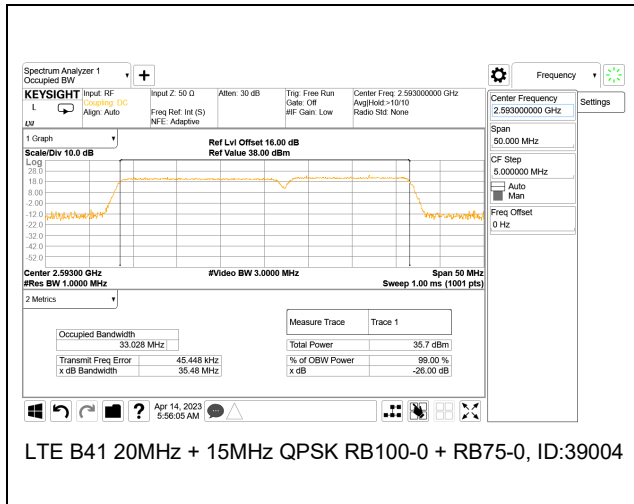 Spectrum Analyzer 1
Occupied BW
Frequency
KEYSIGHT Input: RF Input Z: 50 Ω Atten: 30 dB Trig: Free Run Center Freq: 2.593000000 GHz
L Coupling: DC Gate: Off Avg|Hold:>10/10
Align: Auto Freq Ref: Int (S) #IF Gain: Low Radio Std: None
NFE: Adaptive
LXI
Center Frequency
2.593000000 GHz
Settings
Span
50.000 MHz
CF Step
5.000000 MHz
Auto
Man
Freq Offset
0 Hz
1 Graph
Ref Lvl Offset 16.00 dB
Scale/Div 10.0 dB Ref Value 38.00 dBm
Log
28.0
18.0
8.00
-2.00
-12.0
-22.0
-32.0
-42.0
-52.0
Center 2.59300 GHz #Video BW 3.0000 MHz Span 50 MHz
#Res BW 1.0000 MHz Sweep 1.00 ms (1001 pts)
2 Metrics
Measure Trace Trace 1
Occupied Bandwidth
33.028 MHz
Total Power 35.7 dBm
Transmit Freq Error 45.448 kHz % of OBW Power 99.00 %
x dB Bandwidth 35.48 MHz x dB -26.00 dB
Apr 14, 2023
5:56:05 AM
LTE B41 20MHz + 15MHz QPSK RB100-0 + RB75-0, ID:39004